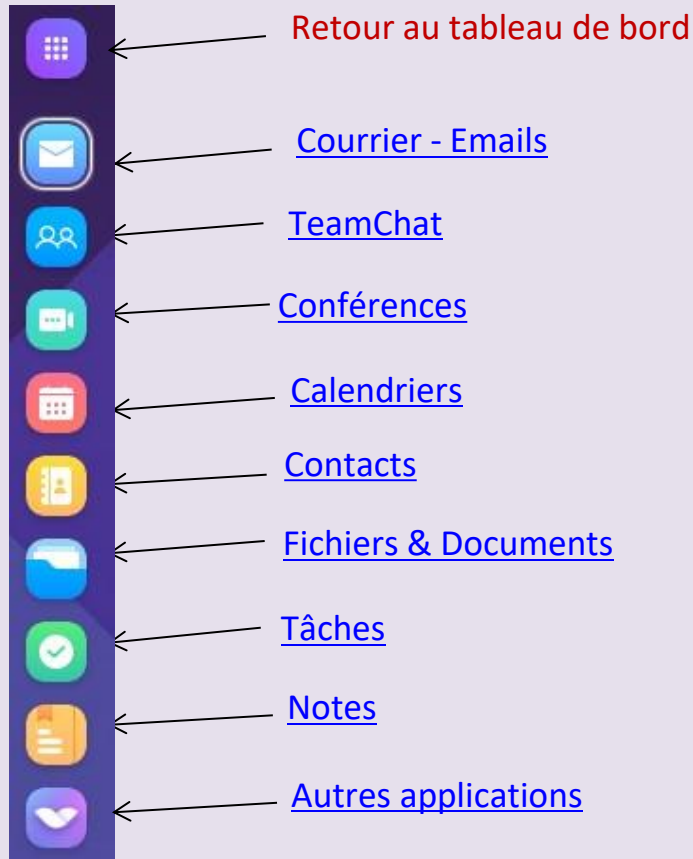 Retour au tableau de bord
Courrier - Emails
TeamChat
Conférences
Calendriers
Contacts
Fichiers & Documents
Tâches
Notes
Autres applications